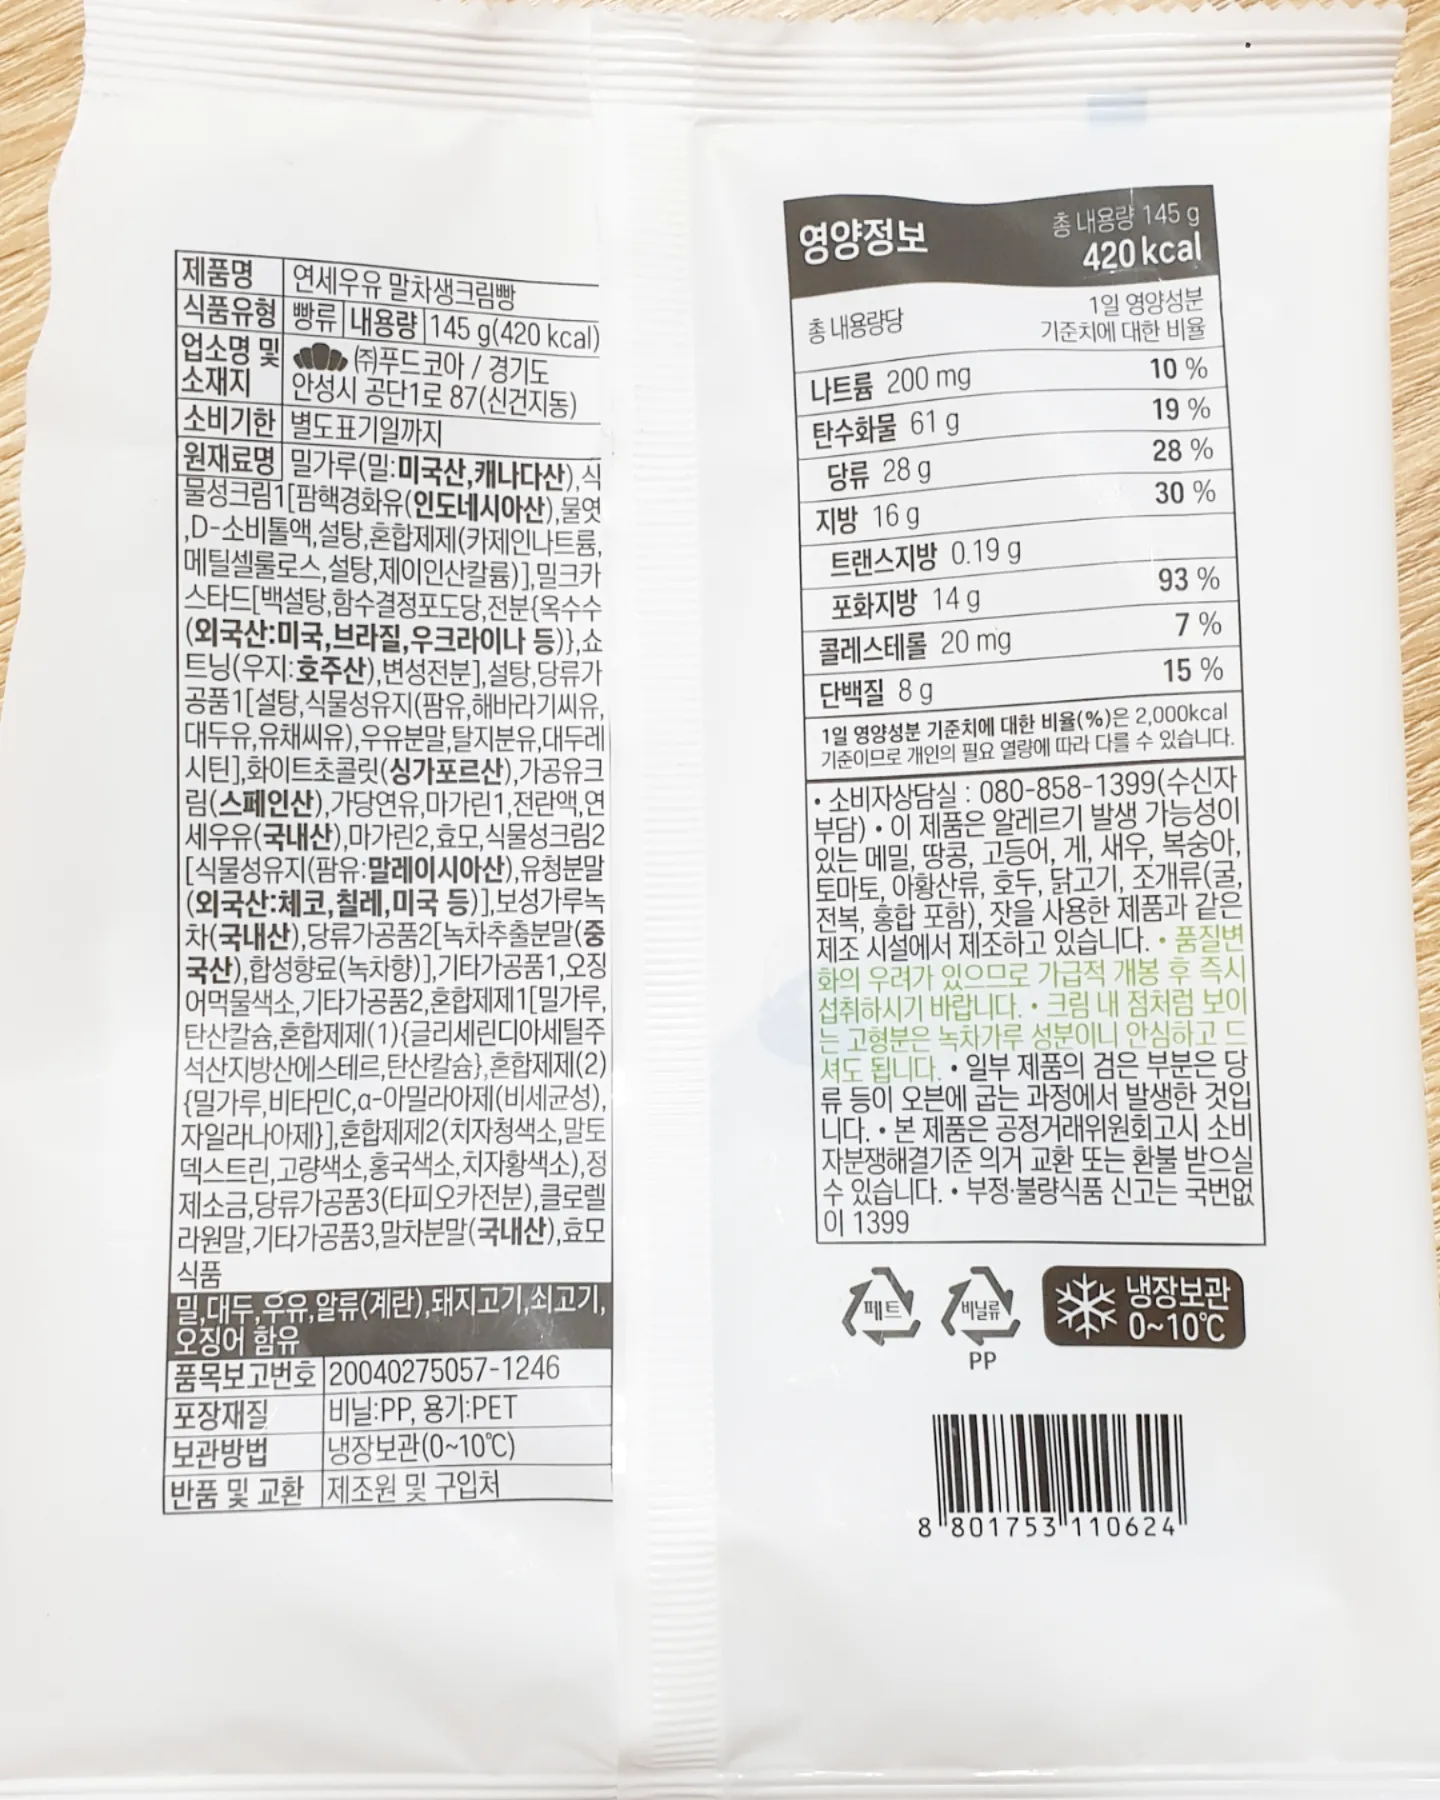 제품명 연세우유 말차생크림빵
식품유형 빵류 내용량 145 g(420 kcal)
업소명 및 소재지 ㈜푸드코아 / 경기도
안성시 공단1로 87(신건지동)
소비기한 별도표기일까지
원재료명 밀가루(밀:미국산,캐나다산),식
물성크림1[팜핵경화유(인도네시아산),물엿
,D-소비톨액,설탕,혼합제제(카제인나트륨,
메틸셀룰로스,설탕,제이인산칼륨)],밀크카
스타드[백설탕,함수결정포도당,전분{옥수수
(외국산:미국,브라질,우크라이나 등)},쇼
트닝(우지:호주산),변성전분],설탕,당류가
공품1[설탕,식물성유지(팜유,해바라기씨유,
대두유,유채씨유),우유분말,탈지분유,대두레
시틴],화이트초콜릿(싱가포르산),가공유크
림(스페인산),가당연유,마가린1,전란액,연
세우유(국내산),마가린2,효모,식물성크림2
[식물성유지(팜유:말레이시아산),유청분말
(외국산:체코,칠레,미국 등)],보성가루녹
차(국내산),당류가공품2[녹차추출분말(중
국산),합성향료(녹차향)],기타가공품1,오징
어먹물색소,기타가공품2,혼합제제1[밀가루,
탄산칼슘,혼합제제(1){글리세린디아세틸주
석산지방산에스테르,탄산칼슘},혼합제제(2)
{밀가루,비타민C,α-아밀라아제(비세균성),
자일라나아제}],혼합제제2(치자청색소,말토
덱스트린,고량색소,홍국색소,치자황색소),정
제소금,당류가공품3(타피오카전분),클로렐
라원말,기타가공품3,말차분말(국내산),효모
식품
밀,대두,우유,알류(계란),돼지고기,쇠고기,
오징어 함유
품목보고번호 20040275057-1246
포장재질 비닐:PP, 용기:PET
보관방법 냉장보관(0~10℃)
반품 및 교환 제조원 및 구입처
영양정보 총 내용량 145 g
420 kcal
총 내용량당 1일 영양성분
기준치에 대한 비율
나트륨 200 mg 10 %
탄수화물 61 g 19 %
당류 28 g 28 %
지방 16 g 30 %
트랜스지방 0.19 g
포화지방 14 g 93 %
콜레스테롤 20 mg 7 %
단백질 8 g 15 %
1일 영양성분 기준치에 대한 비율(%)은 2,000kcal
기준이므로 개인의 필요 열량에 따라 다를 수 있습니다.
• 소비자상담실 : 080-858-1399(수신자
부담) • 이 제품은 알레르기 발생 가능성이
있는 메밀, 땅콩, 고등어, 게, 새우, 복숭아,
토마토, 아황산류, 호두, 닭고기, 조개류(굴,
전복, 홍합 포함), 잣을 사용한 제품과 같은
제조 시설에서 제조하고 있습니다. • 품질변
화의 우려가 있으므로 가급적 개봉 후 즉시
섭취하시기 바랍니다. • 크림 내 점처럼 보이
는 고형분은 녹차가루 성분이니 안심하고 드
셔도 됩니다. • 일부 제품의 검은 부분은 당
류 등이 오븐에 굽는 과정에서 발생한 것입
니다. • 본 제품은 공정거래위원회고시 소비
자분쟁해결기준 의거 교환 또는 환불 받으실
수 있습니다. • 부정·불량식품 신고는 국번없
이 1399
페트 비닐류 냉장보관
0~10℃
PP
8 801753 110624